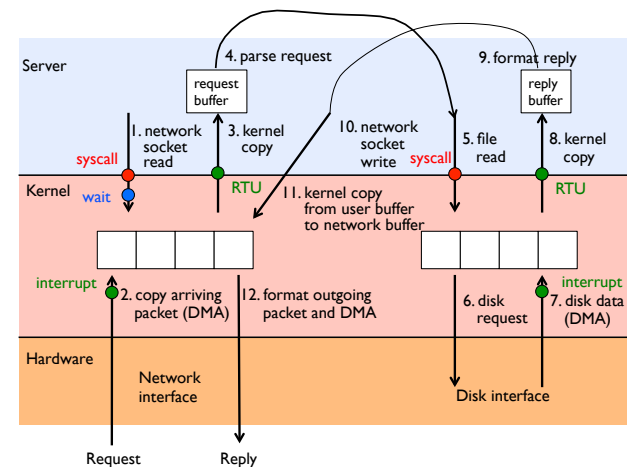 Server
4. parse request
9. format reply
request
buffer
reply
buffer
1. network
socket
read
3. kernel
copy
10. network
socket
write
5. file
read
8. kernel
copy
syscall
syscall
Kernel
wait
RTU
RTU
11. kernel copy
from user buffer
to network buffer
interrupt
2. copy arriving
packet (DMA)
12. format outgoing
packet and DMA
6. disk
request
interrupt
7. disk data
(DMA)
Hardware
Network
interface
Disk interface
Request
Reply